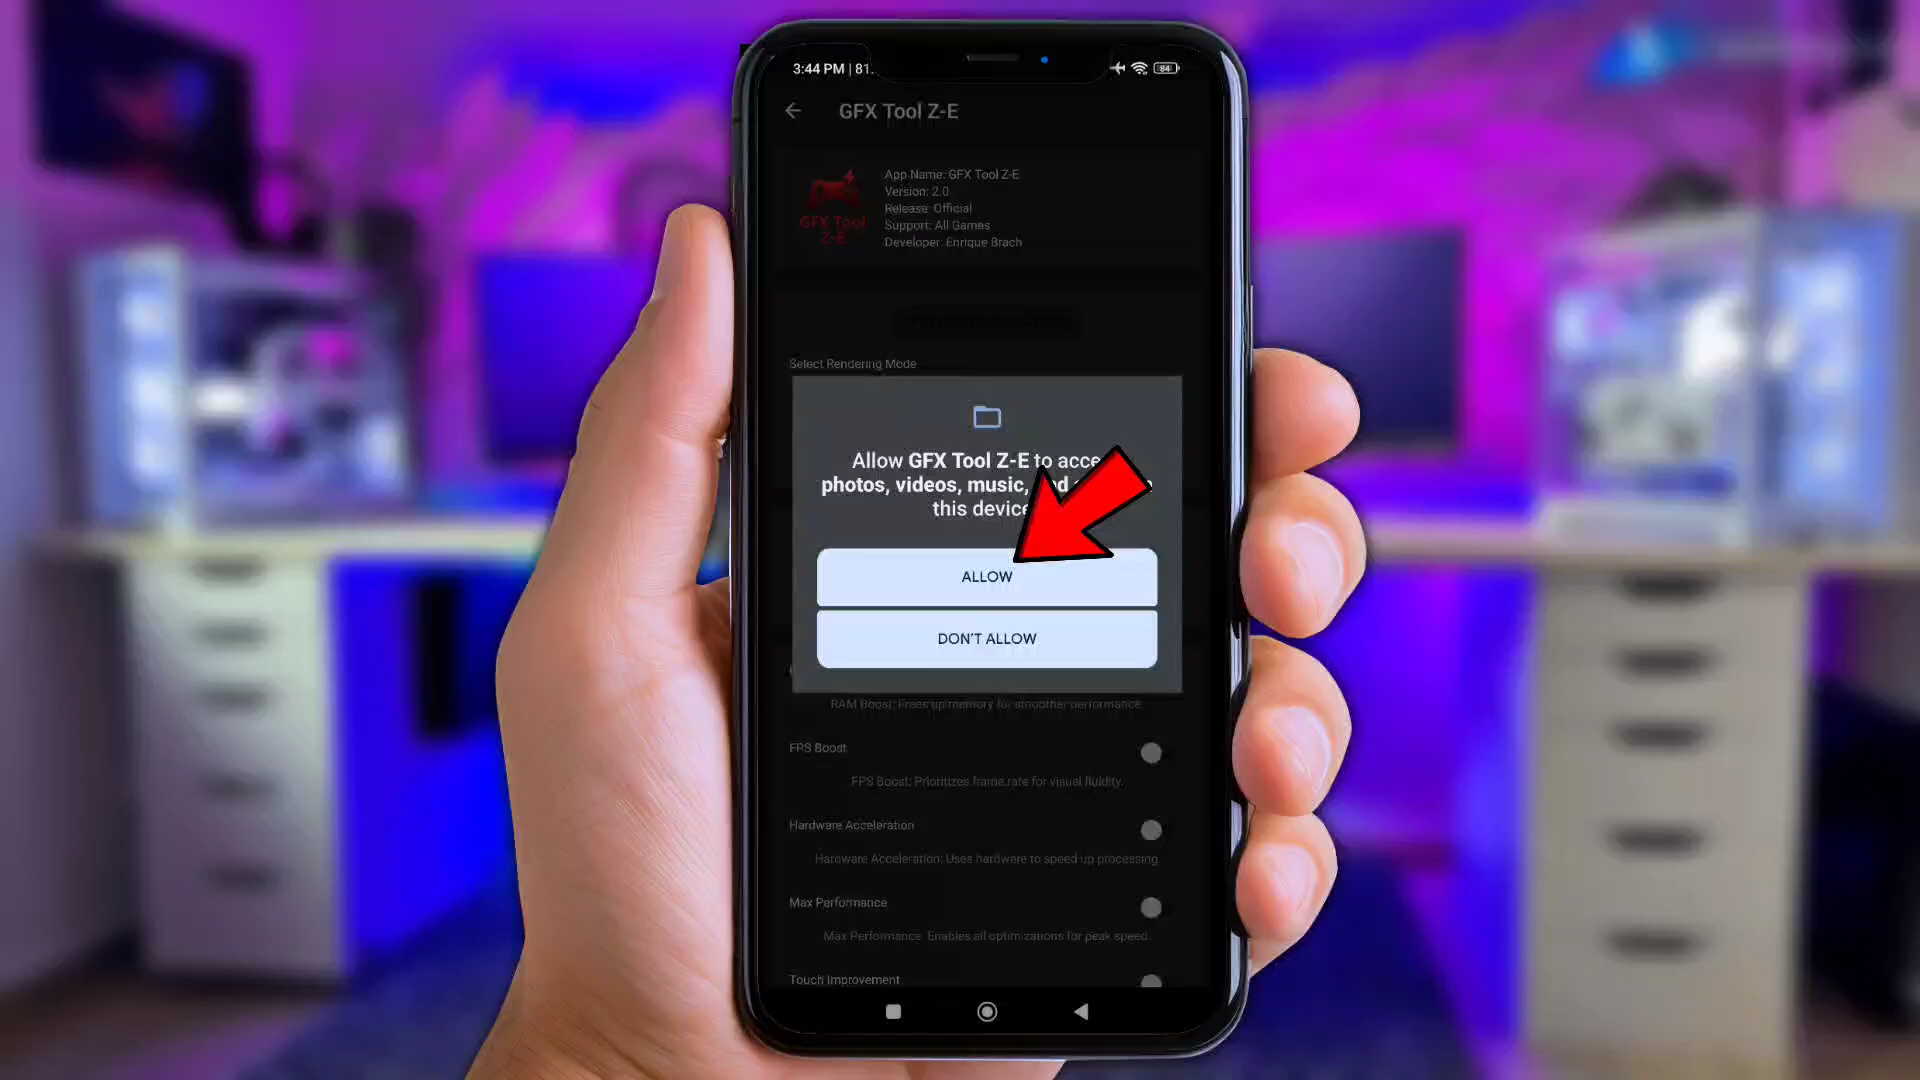 3:44 PM | 81.
84
GFX Tool Z-E
App Name: GFX Tool Z-E
Version: 2.0
Release: Official
Support: All Games
Developer: Enrique Brach
GFX Tool
Z-E
Select Rendering Mode
Allow GFX Tool Z-E to acce
photos, videos, music,
this device
ALLOW
DON'T ALLOW
RAM Boost: Frees up memory for smoother performance.
FPS Boost
FPS Boost: Prioritizes frame rate for visual fluidity.
Hardware Acceleration
Hardware Acceleration: Uses hardware to speed up processing.
Max Performance
Max Performance: Enables all optimizations for peak speed.
Touch Improvement